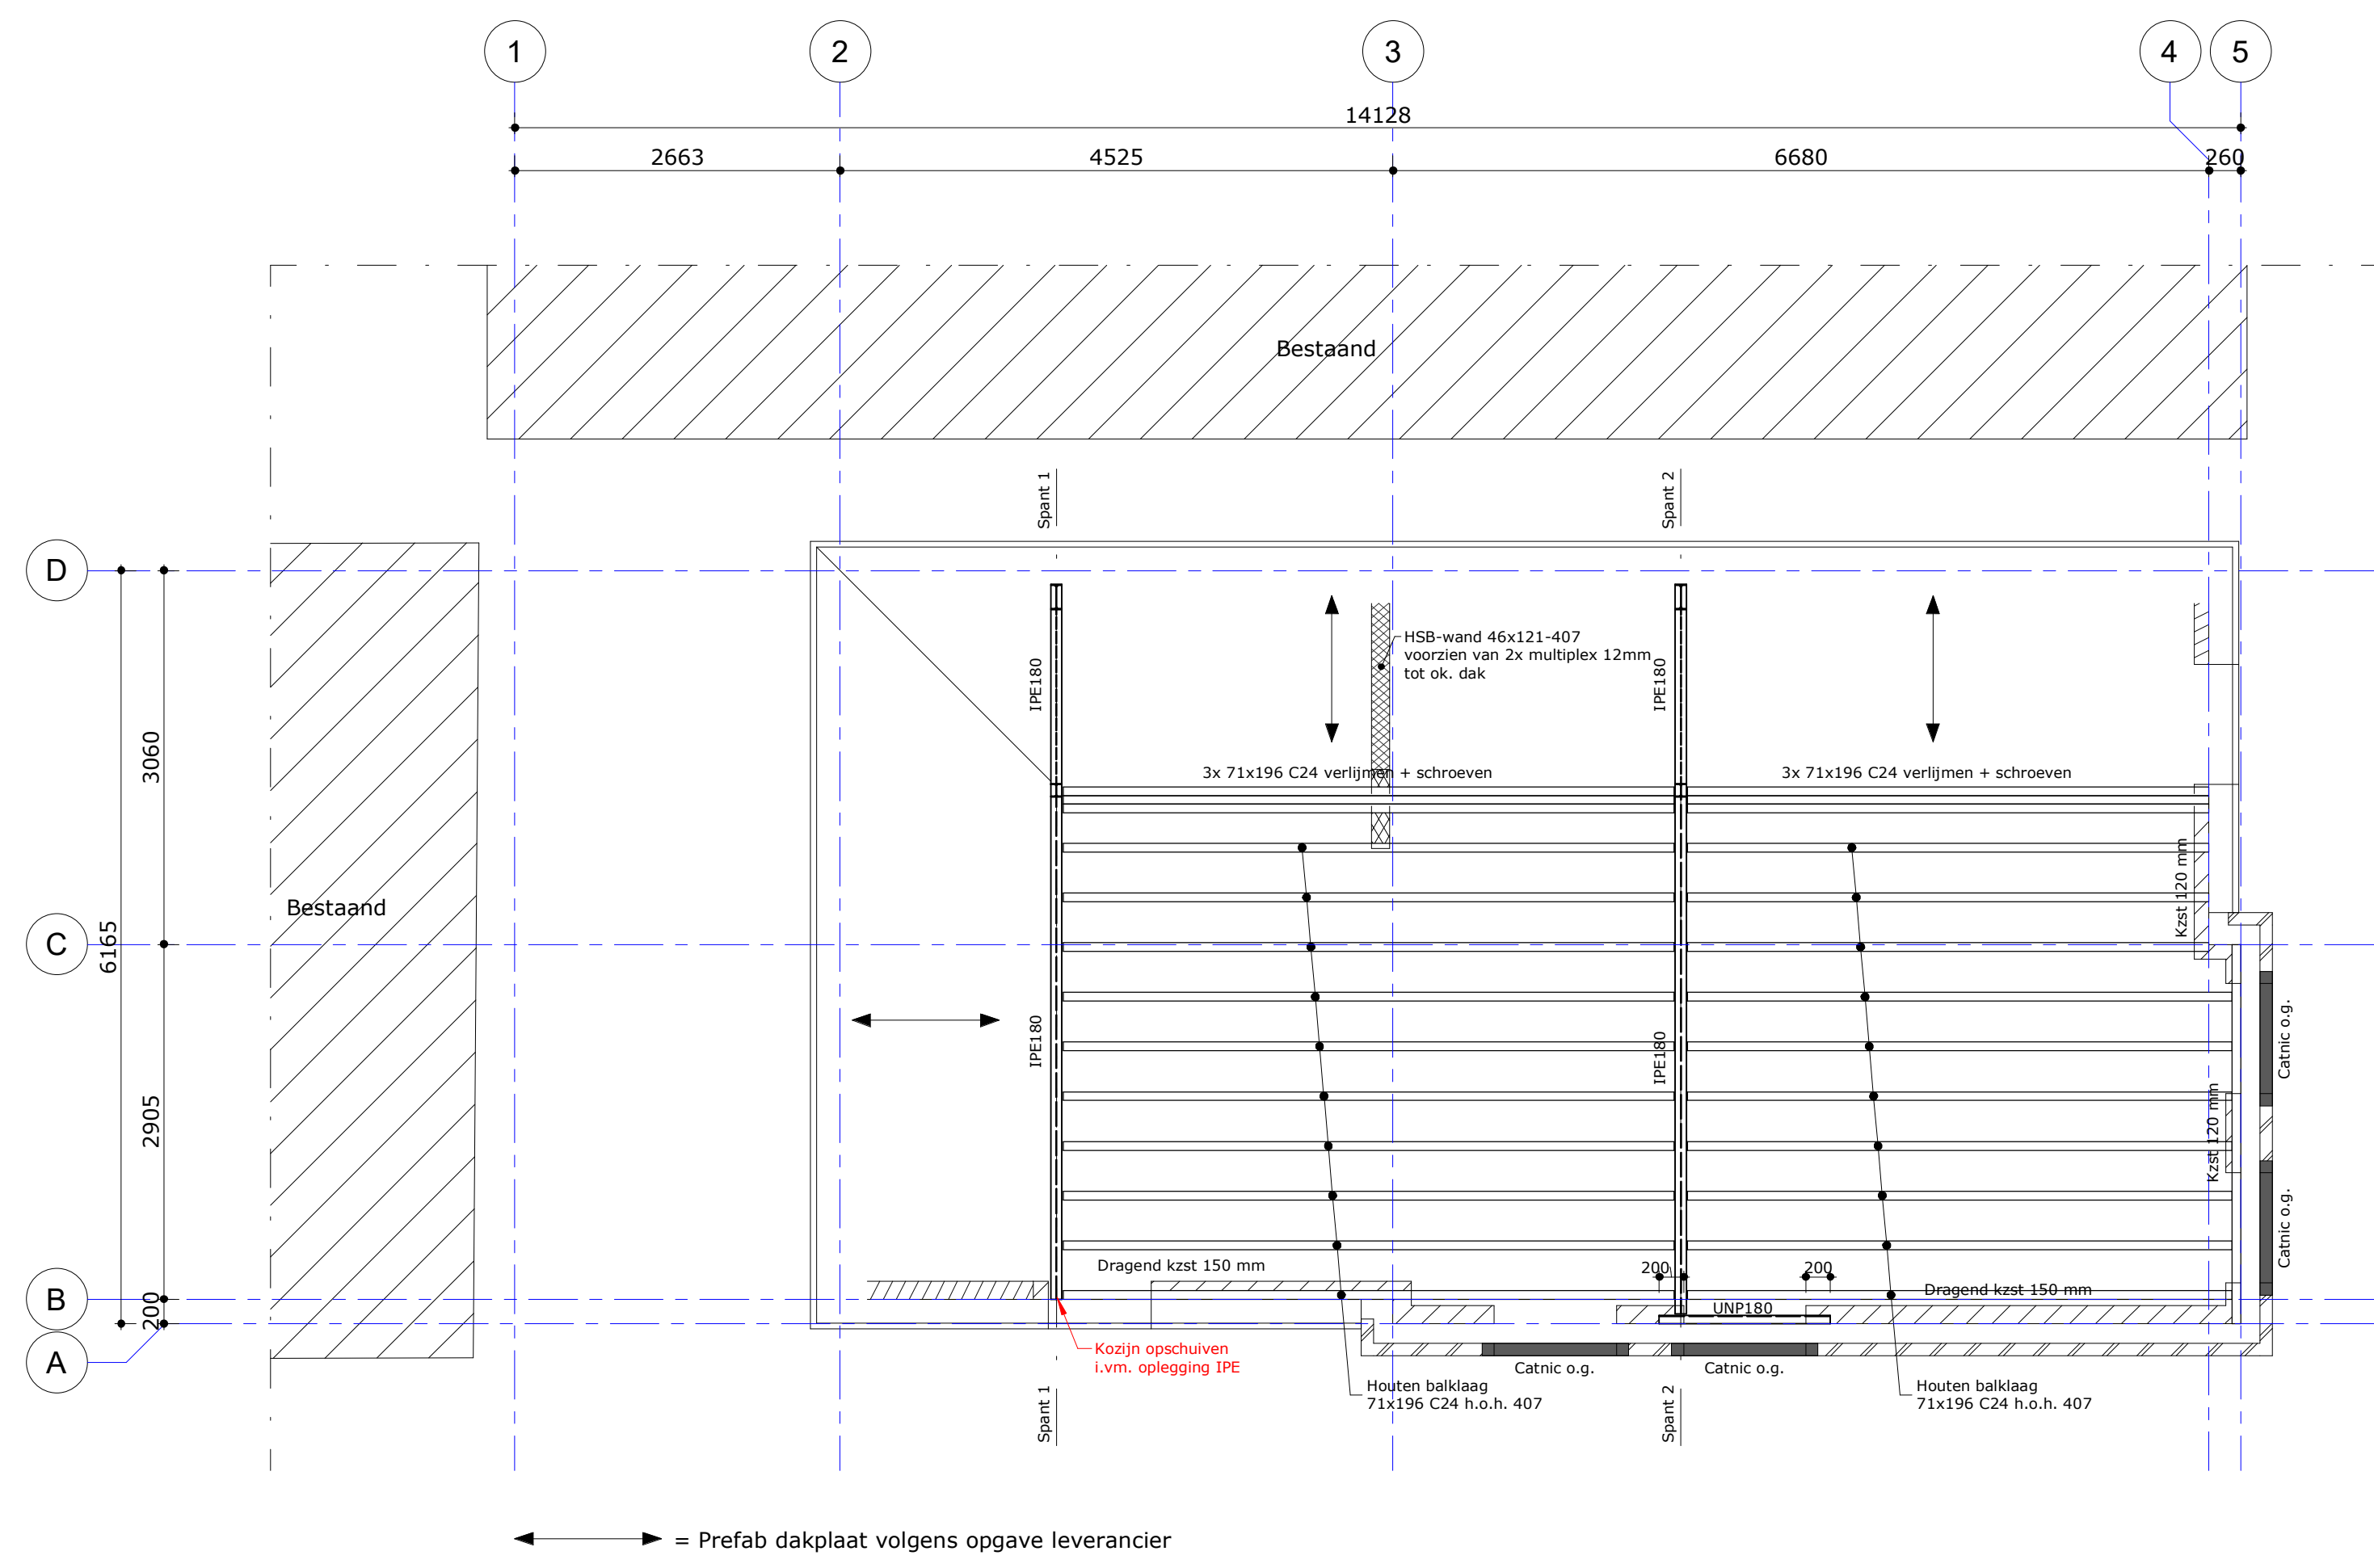 1
2
3
4
5
14128
2663
4525
6680
260
Bestaand
Spant 1
Spant 2
D
HSB-wand 46x121-407
voorzien van 2x multiplex 12mm
tot ok. dak
IPE180
IPE180
3060
3x 71x196 C24 verlijmen + schroeven
3x 71x196 C24 verlijmen + schroeven
Kzst 120 mm
Bestaand
C
6165
IPE180
IPE180
Catnic o.g.
2905
Kzst 120 mm
Catnic o.g.
Dragend kzst 150 mm
200
200
Dragend kzst 150 mm
B
200
UNP180
A
Kozijn opschuiven
i.vm. oplegging IPE
Catnic o.g.
Catnic o.g.
Houten balklaag
71x196 C24 h.o.h. 407
Houten balklaag
71x196 C24 h.o.h. 407
Spant 1
Spant 2
= Prefab dakplaat volgens opgave leverancier